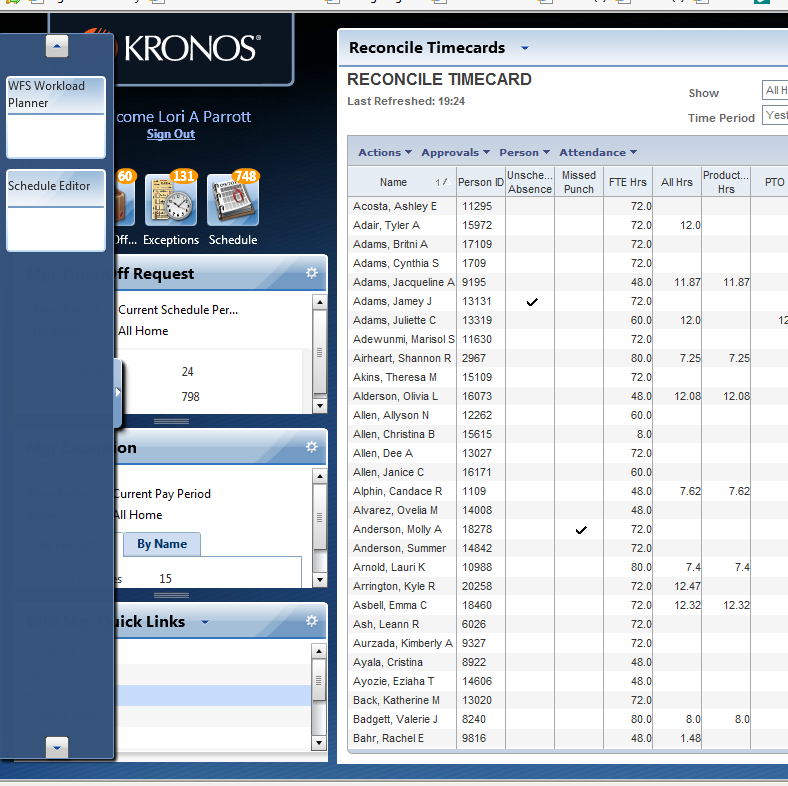 KRONOS
WFS Workload
Planner
Schedule Editor
come Lori A Parrott
Sign Out
60
131
748
Off...
Exceptions
Schedule
Off Request
Current Schedule Per...
All Home
24
798
Current Pay Period
All Home
By Name
15
uick Links
Reconcile Timecards
RECONCILE TIMECARD
Last Refreshed: 19:24
Show
All H
Time Period
Yest
Actions Approvals Person Attendance
Name 1 Person ID Unsche... Absence Missed Punch FTE Hrs All Hrs Product... Hrs PTO
Acosta, Ashley E 11295 72.0
Adair, Tyler A 15972 72.0 12.0
Adams, Britni A 17109 72.0
Adams, Cynthia S 1709 72.0
Adams, Jacqueline A 9195 48.0 11.87 11.87
Adams, Jamey J 13131 ✓ 72.0
Adams, Juliette C 13319 60.0 12.0 12
Adewunmi, Marisol S 11630 72.0
Airheart, Shannon R 2967 80.0 7.25 7.25
Akins, Theresa M 15109 72.0
Alderson, Olivia L 16073 48.0 12.08 12.08
Allen, Allyson N 12262 60.0
Allen, Christina B 15615 8.0
Allen, Dee A 13027 72.0
Allen, Janice C 16171 60.0
Alphin, Candace R 1109 48.0 7.62 7.62
Alvarez, Ovelia M 14008 48.0
Anderson, Molly A 18278 ✓ 72.0
Anderson, Summer 14842 72.0
Arnold, Lauri K 10988 80.0 7.4 7.4
Arrington, Kyle R 20258 72.0 12.47
Asbell, Emma C 18460 72.0 12.32 12.32
Ash, Leann R 6026 72.0
Aurzada, Kimberly A 9327 72.0
Ayala, Cristina 8922 48.0
Ayozie, Eziaha T 14606 48.0
Back, Katherine M 13020 72.0
Badgett, Valerie J 8240 80.0 8.0 8.0
Bahr, Rachel E 9816 48.0 1.48